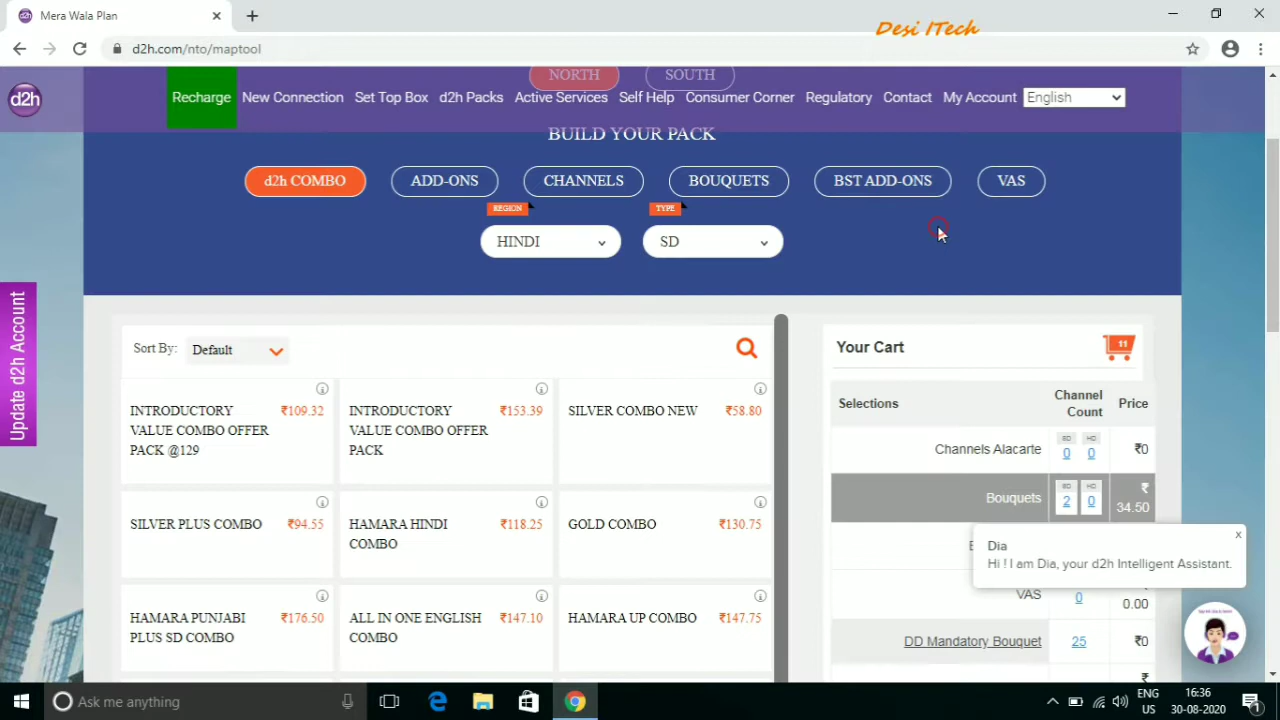 Mera Wala Plan
Desi ITech
d2h.com/nto/maptool
NORTH SOUTH
d2h
Recharge New Connection Set Top Box d2h Packs Active Services Self Help Consumer Corner Regulatory Contact My Account English
BUILD YOUR PACK
d2h COMBO ADD-ONS CHANNELS BOUQUETS BST ADD-ONS VAS
REGION TYPE
HINDI SD
Update d2h Account
Sort By: Default
INTRODUCTORY VALUE COMBO OFFER PACK @129 ₹109.32
INTRODUCTORY VALUE COMBO OFFER PACK ₹153.39
SILVER COMBO NEW ₹58.80
SILVER PLUS COMBO ₹94.55
HAMARA HINDI COMBO ₹118.25
GOLD COMBO ₹130.75
HAMARA PUNJABI PLUS SD COMBO ₹176.50
ALL IN ONE ENGLISH COMBO ₹147.10
HAMARA UP COMBO ₹147.75
Your Cart 11
Selections Channel Count Price
SD HD
Channels Alacarte 0 0 ₹0
SD HD
Bouquets 2 0 ₹ 34.50
Dia x
Hi ! I am Dia, your d2h Intelligent Assistant.
VAS 0 0.00
DD Mandatory Bouquet 25 ₹0
₹
Ask me anything
ENG US
16:36
30-08-2020
1